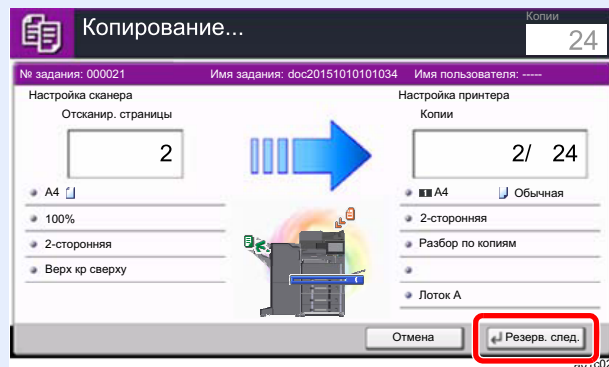 Копирование...
Копии
24
№ задания: 000021 Имя задания: doc20151010101034 Имя пользователя: -----
Настройка сканера
Настройка принтера
Отсканир. страницы
Копии
2
2/ 24
A4
1 A4 Обычная
100%
2-сторонняя
2-сторонняя
Разбор по копиям
Верх кр сверху
Лоток A
Отмена
Резерв. след.